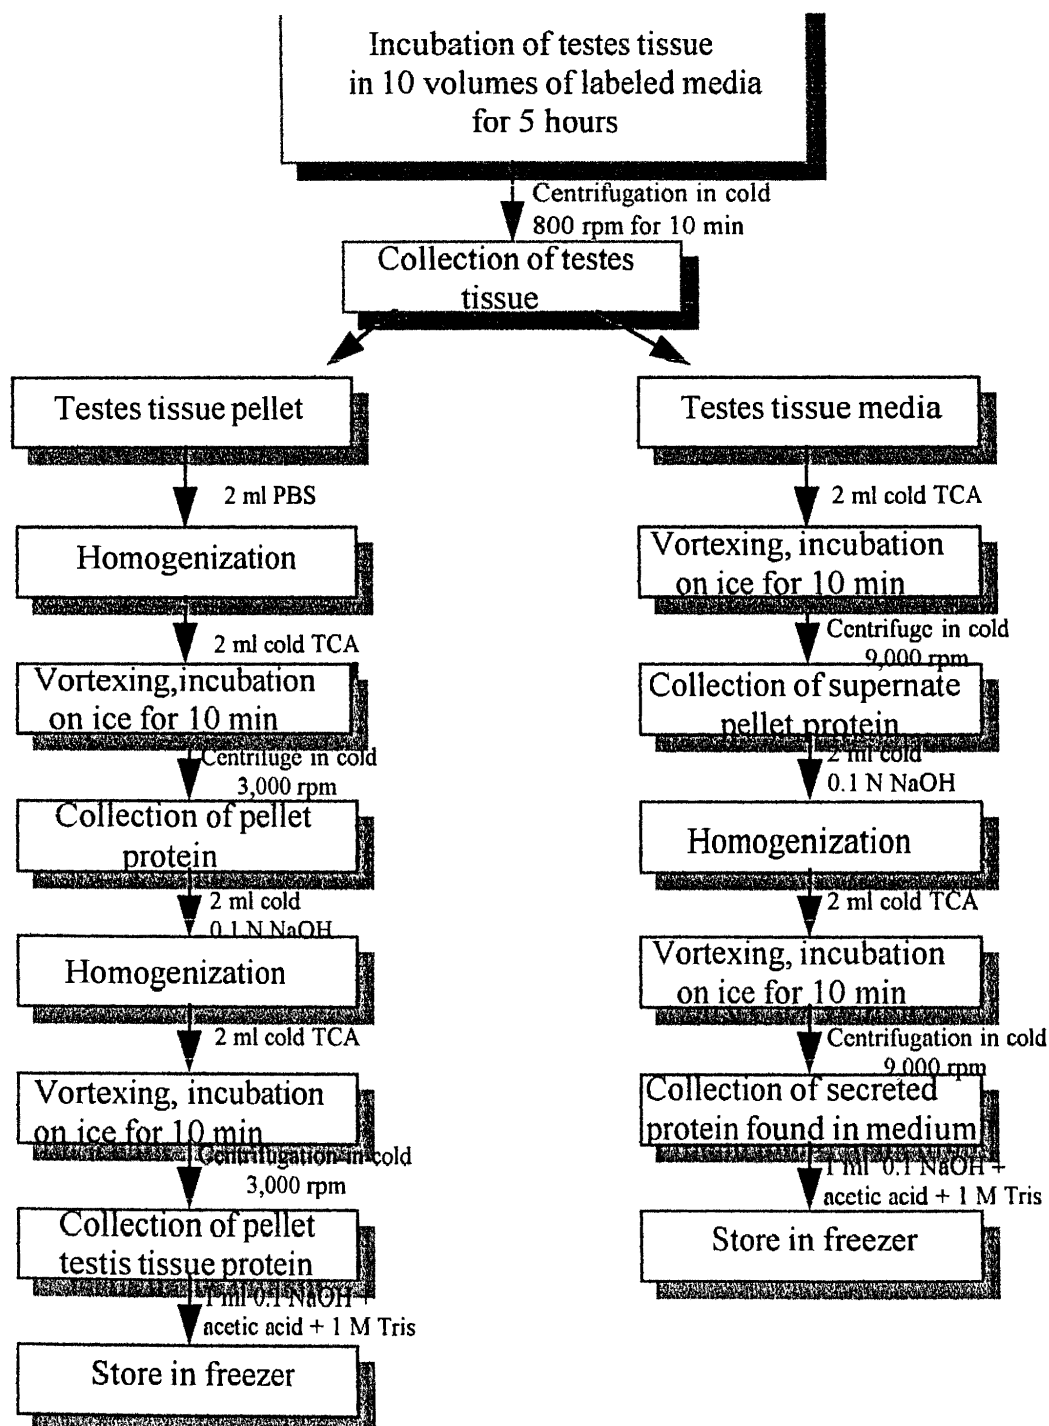 Incubation of testes tissue
in 10 volumes of labeled media
for 5 hours
Centrifugation in cold
800 rpm for 10 min
Collection of testes
tissue
Testes tissue pellet
2 ml PBS
Homogenization
2 ml cold TCA
Vortexing,incubation
on ice for 10 min
Centrifuge in cold
3,000 rpm
Collection of pellet
protein
2 ml cold
0.1 N NaOH
Homogenization
2 ml cold TCA
Vortexing, incubation
on ice for 10 min
Centrifugation in cold
3,000 rpm
Collection of pellet
testis tissue protein
1 ml 0.1 NaOH +
acetic acid + 1 M Tris
Store in freezer
Testes tissue media
2 ml cold TCA
Vortexing, incubation
on ice for 10 min
Centrifuge in cold
9,000 rpm
Collection of supernate
pellet protein
2 ml cold
0.1 N NaOH
Homogenization
2 ml cold TCA
Vortexing, incubation
on ice for 10 min
Centrifugation in cold
9,000 rpm
Collection of secreted
protein found in medium
1 ml 0.1 NaOH +
acetic acid + 1 M Tris
Store in freezer